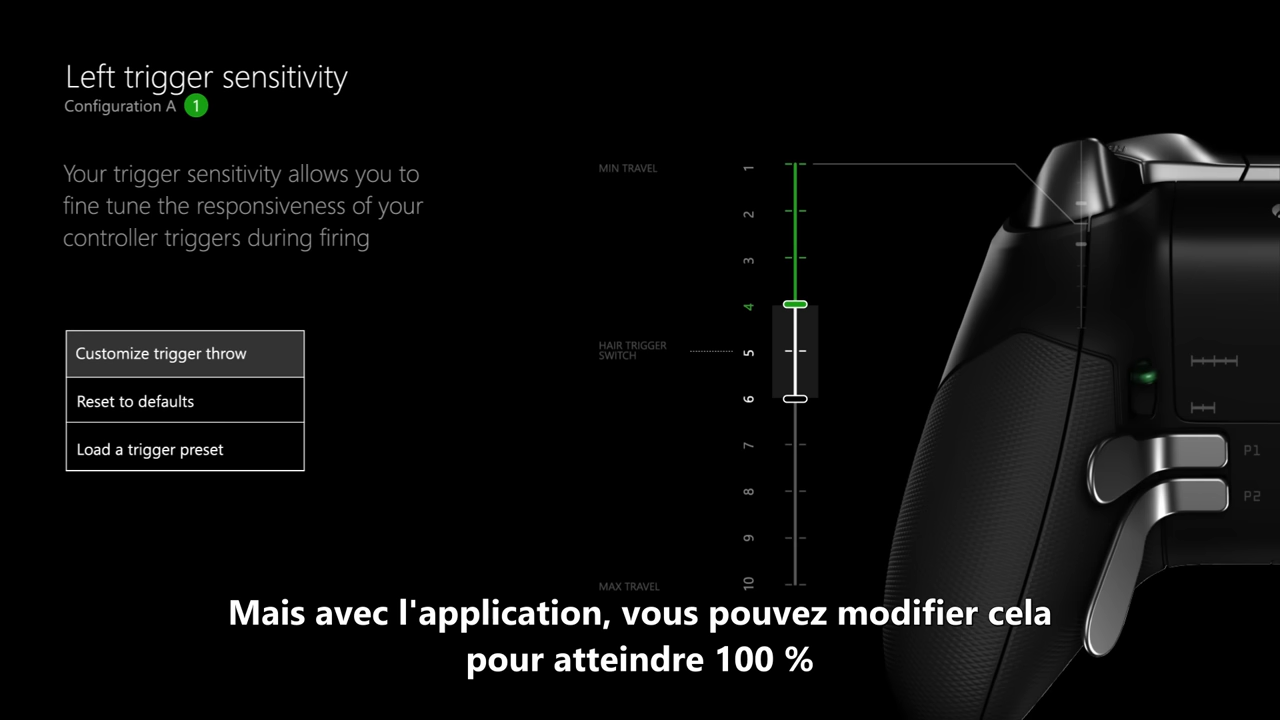 Left trigger sensitivity
Configuration A 1
Your trigger sensitivity allows you to
fine tune the responsiveness of your
controller triggers during firing
Customize trigger throw
Reset to defaults
Load a trigger preset
MIN TRAVEL
1
2
3
4
HAIR TRIGGER
SWITCH
5
6
7
8
9
10
MAX TRAVEL
P1
P2
Mais avec l'application, vous pouvez modifier cela
pour atteindre 100 %